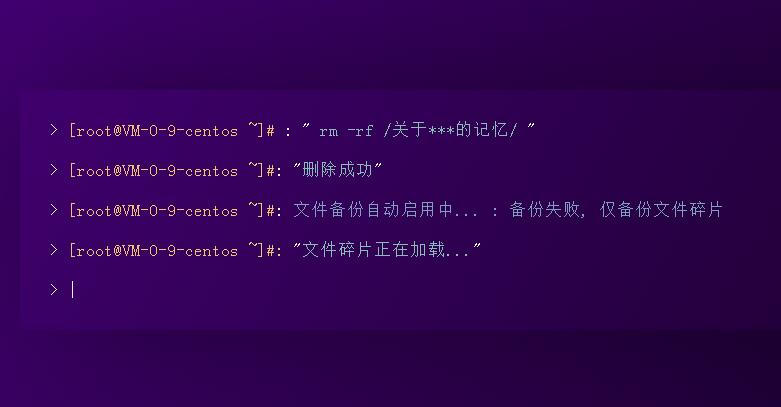 > [root@VM-0-9-centos ~]# : " rm -rf /关于***的记忆/ "
> [root@VM-0-9-centos ~]#: "删除成功"
> [root@VM-0-9-centos ~]#: 文件备份自动启用中... : 备份失败, 仅备份文件碎片
> [root@VM-0-9-centos ~]#: "文件碎片正在加载..."
> |